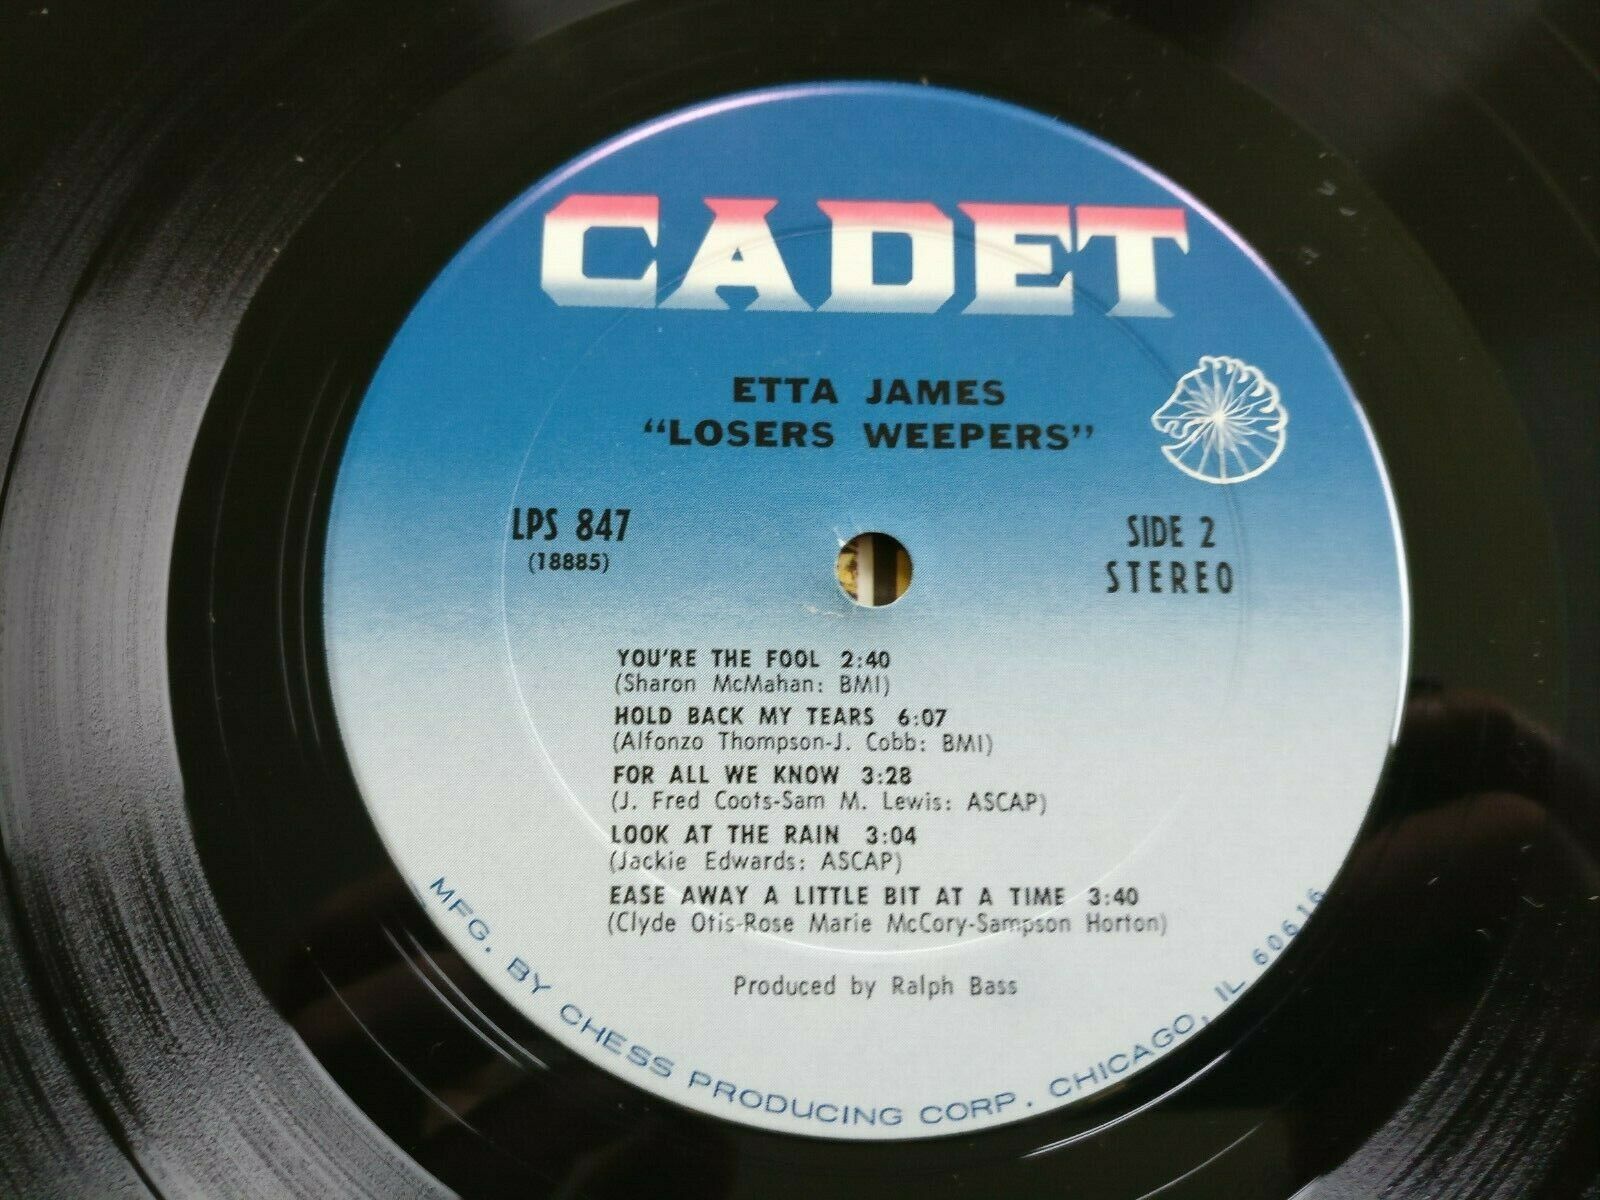 CADET
ETTA JAMES
"LOSERS WEEPERS"
LPS 847
(18885)
SIDE 2
STEREO
YOU'RE THE FOOL 2:40
(Sharon McMahan: BMI)
HOLD BACK MY TEARS 6:07
(Alfonzo Thompson-J. Cobb: BMI)
FOR ALL WE KNOW 3:28
(J. Fred Coots-Sam M. Lewis: ASCAP)
LOOK AT THE RAIN 3:04
(Jackie Edwards: ASCAP)
EASE AWAY A LITTLE BIT AT A TIME 3:40
(Clyde Otis-Rose Marie McCory-Sampson Horton)
Produced by Ralph Bass
MFG. BY CHESS PRODUCING CORP. CHICAGO, IL 60616